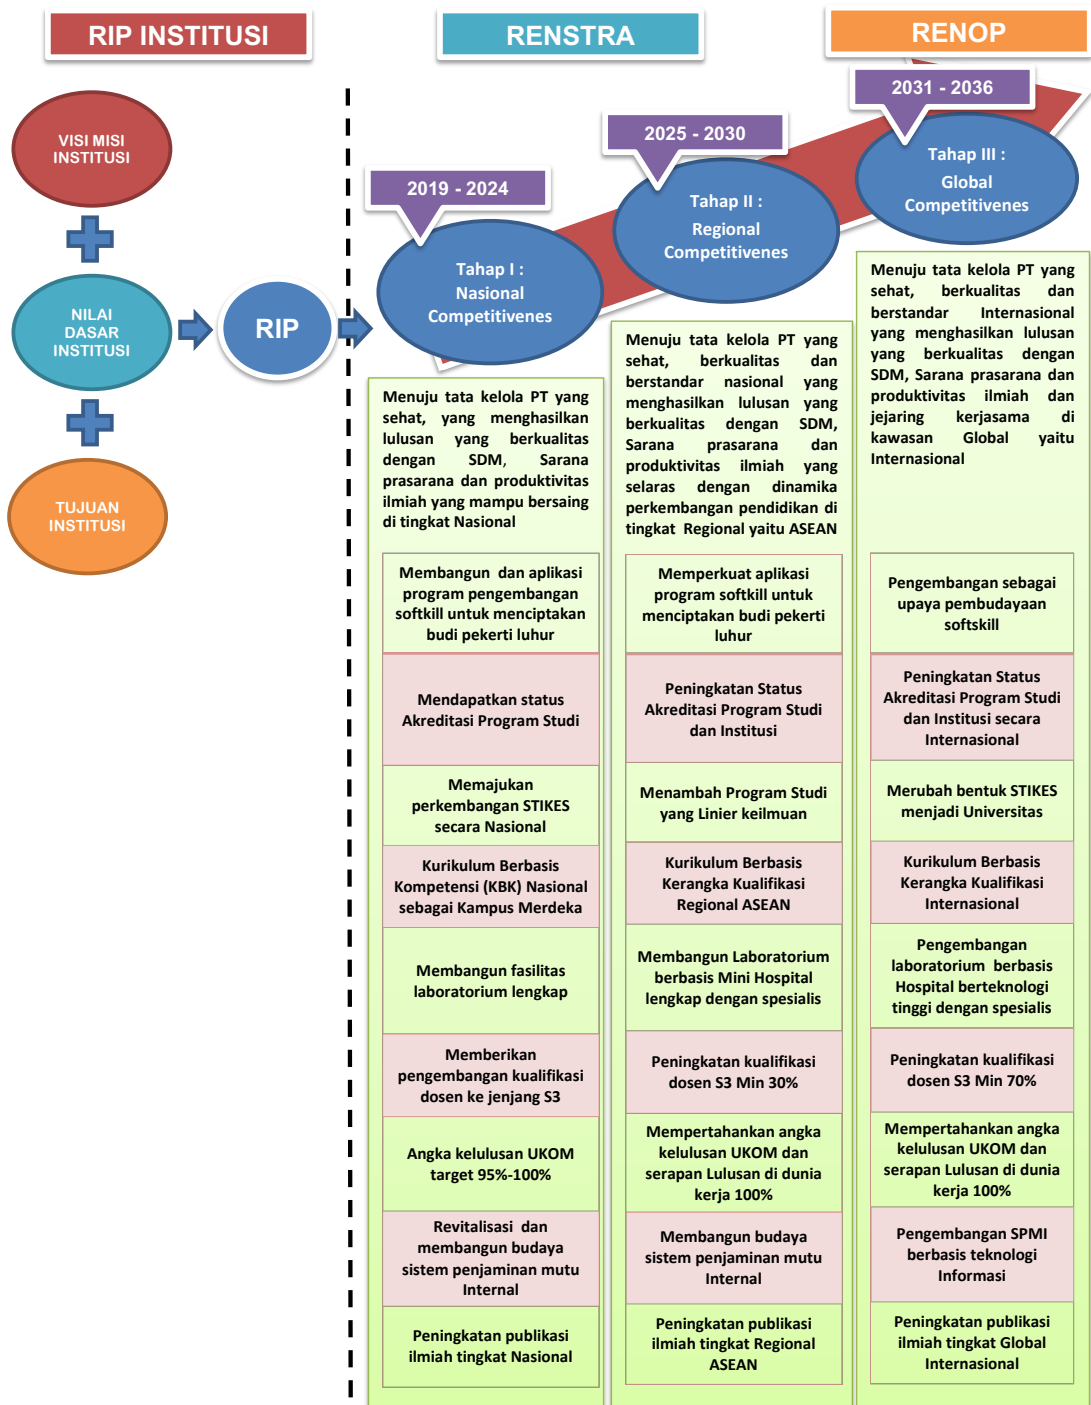 RIP INSTITUSI
RENSTRA
RENOP
VISI MISI
INSTITUSI
NILAI
DASAR
INSTITUSI
TUJUAN
INSTITUSI
RIP
2019 - 2024
Tahap I :
Nasional
Competitivenes
2025 - 2030
Tahap II :
Regional
Competitivenes
2031 - 2036
Tahap III :
Global
Competitivenes
Menuju tata kelola PT yang
sehat, yang menghasilkan
lulusan yang berkualitas
dengan SDM, Sarana
prasarana dan produktivitas
ilmiah yang mampu bersaing
di tingkat Nasional
Membangun dan aplikasi
program pengembangan
softkill untuk menciptakan
budi pekerti luhur
Mendapatkan status
Akreditasi Program Studi
Memajukan
perkembangan STIKES
secara Nasional
Kurikulum Berbasis
Kompetensi (KBK) Nasional
sebagai Kampus Merdeka
Membangun fasilitas
laboratorium lengkap
Memberikan
pengembangan kualifikasi
dosen ke jenjang S3
Angka kelulusan UKOM
target 95%-100%
Revitalisasi dan
membangun budaya
sistem penjaminan mutu
Internal
Peningkatan publikasi
ilmiah tingkat Nasional
Menuju tata kelola PT yang
sehat, berkualitas dan
berstandar nasional yang
menghasilkan lulusan yang
berkualitas dengan SDM,
Sarana prasarana dan
produktivitas ilmiah yang
selaras dengan dinamika
perkembangan pendidikan di
tingkat Regional yaitu ASEAN
Memperkuat aplikasi
program softkill untuk
menciptakan budi pekerti
luhur
Peningkatan Status
Akreditasi Program Studi
dan Institusi
Menambah Program Studi
yang Linier keilmuan
Kurikulum Berbasis
Kerangka Kualifikasi
Regional ASEAN
Membangun Laboratorium
berbasis Mini Hospital
lengkap dengan spesialis
Peningkatan kualifikasi
dosen S3 Min 30%
Mempertahankan angka
kelulusan UKOM dan
serapan Lulusan di dunia
kerja 100%
Membangun budaya
sistem penjaminan mutu
Internal
Peningkatan publikasi
ilmiah tingkat Regional
ASEAN
Menuju tata kelola PT yang
sehat, berkualitas dan
berstandar Internasional
yang menghasilkan lulusan
yang berkualitas dengan
SDM, Sarana prasarana dan
produktivitas ilmiah dan
jejaring kerjasama di
kawasan Global yaitu
Internasional
Pengembangan sebagai
upaya pembudayaan
softskill
Peningkatan Status
Akreditasi Program Studi
dan Institusi secara
Internasional
Merubah bentuk STIKES
menjadi Universitas
Kurikulum Berbasis
Kerangka Kualifikasi
Internasional
Pengembangan
laboratorium berbasis
Hospital berteknologi
tinggi dengan spesialis
Peningkatan kualifikasi
dosen S3 Min 70%
Mempertahankan angka
kelulusan UKOM dan
serapan Lulusan di dunia
kerja 100%
Pengembangan SPMI
berbasis teknologi
Informasi
Peningkatan publikasi
ilmiah tingkat Global
Internasional